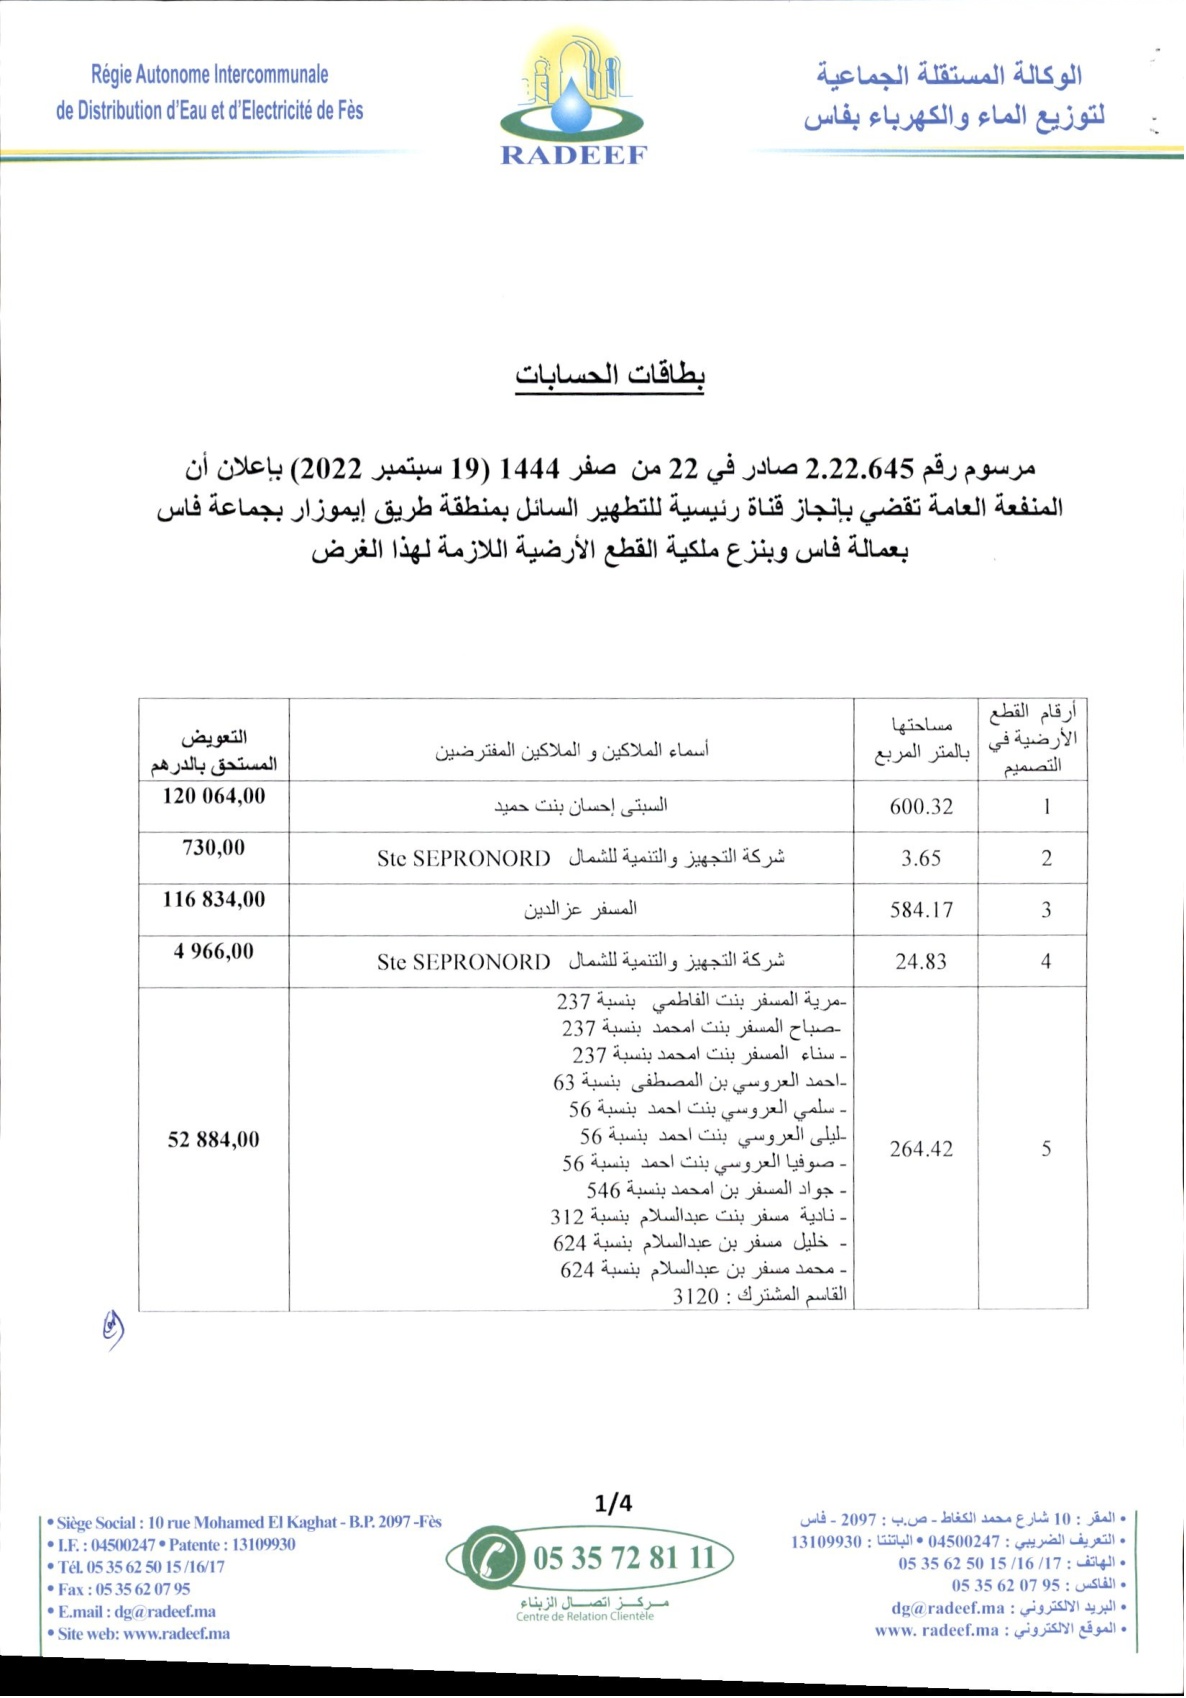 Régie Autonome Intercommunale
de Distribution d'Eau et d'Electricité de Fès
RADEEF
الوكالة المستقلة الجماعية
لتوزيع الماء والكهرباء بفاس
بطاقات الحسابات
مرسوم رقم 2.22.645 صادر في 22 من صفر 1444 (19 سبتمبر 2022) بإعلان أن
المنفعة العامة تقضي بإنجاز قناة رئيسية للتطهير السائل بمنطقة طريق إيموزار بجماعة فاس
بعمالة فاس وبنزع ملكية القطع الأرضية اللازمة لهذا الغرض
أرقام القطع
الأرضية في
التصميم
مساحتها
بالمتر المربع
أسماء الملاكين و الملاكين المفترضين
التعويض
المستحق بالدرهم
1 600.32 السبتى إحسان بنت حميد 120 064,00
2 3.65 شركة التجهيز والتنمية للشمال Ste SEPRONORD 730,00
3 584.17 المسفر عزالدين 116 834,00
4 24.83 شركة التجهيز والتنمية للشمال Ste SEPRONORD 4 966,00
5 264.42
-مرية المسفر بنت الفاطمي بنسبة 237
-صباح المسفر بنت امحمد بنسبة 237
- سناء المسفر بنت امحمد بنسبة 237
-احمد العروسي بن المصطفى بنسبة 63
- سلمي العروسي بنت احمد بنسبة 56
-ليلى العروسي بنت احمد بنسبة 56
- صوفيا العروسي بنت احمد بنسبة 56
- جواد المسفر بن امحمد بنسبة 546
- نادية مسفر بنت عبدالسلام بنسبة 312
- خليل مسفر بن عبدالسلام بنسبة 624
- محمد مسفر بن عبدالسلام بنسبة 624
القاسم المشترك : 3120
52 884,00
1/4
• Siège Social : 10 rue Mohamed El Kaghat - B.P. 2097 -Fès
• I.F. : 04500247 • Patente : 13109930
• Tél. 05 35 62 50 15 /16/17
• Fax : 05 35 62 07 95
• E.mail : dg@radeef.ma
• Site web: www.radeef.ma
05 35 72 81 11
مركز اتصال الزبناء
Centre de Relation Clientèle
• المقر : 10 شارع محمد الكغاط - ص.ب : 2097 - فاس
• التعريف الضريبي : 04500247 • الباتنتا : 13109930
• الهاتف : 05 35 62 50 15 /16 /17
• الفاكس : 05 35 62 07 95
• البريد الالكتروني : dg@radeef.ma
• الموقع الالكتروني : www. radeef.ma